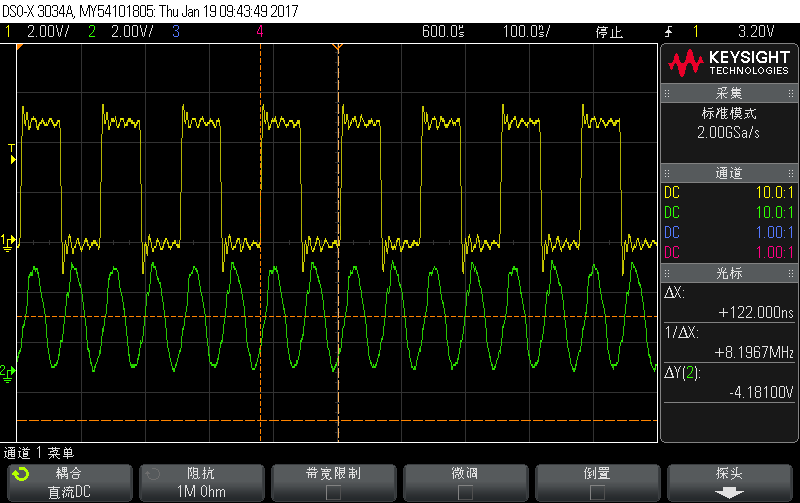 DSO-X 3034A, MY54101805: Thu Jan 19 09:43:49 2017
1 2.00V/ 2 2.00V/ 3 4 600.0s 100.0s/ 停止 1 3.20V
KEYSIGHT
TECHNOLOGIES
采集
标准模式
2.00GSa/s
通道
DC 10.0:1
DC 10.0:1
DC 1.00:1
DC 1.00:1
光标
ΔX:
+122.000ns
1/ΔX:
+8.1967MHz
ΔY(2):
-4.18100V
T
1
2
通道 1 菜单
耦合
直流DC
阻抗
1M Ohm
带宽限制
微调
倒置
探头